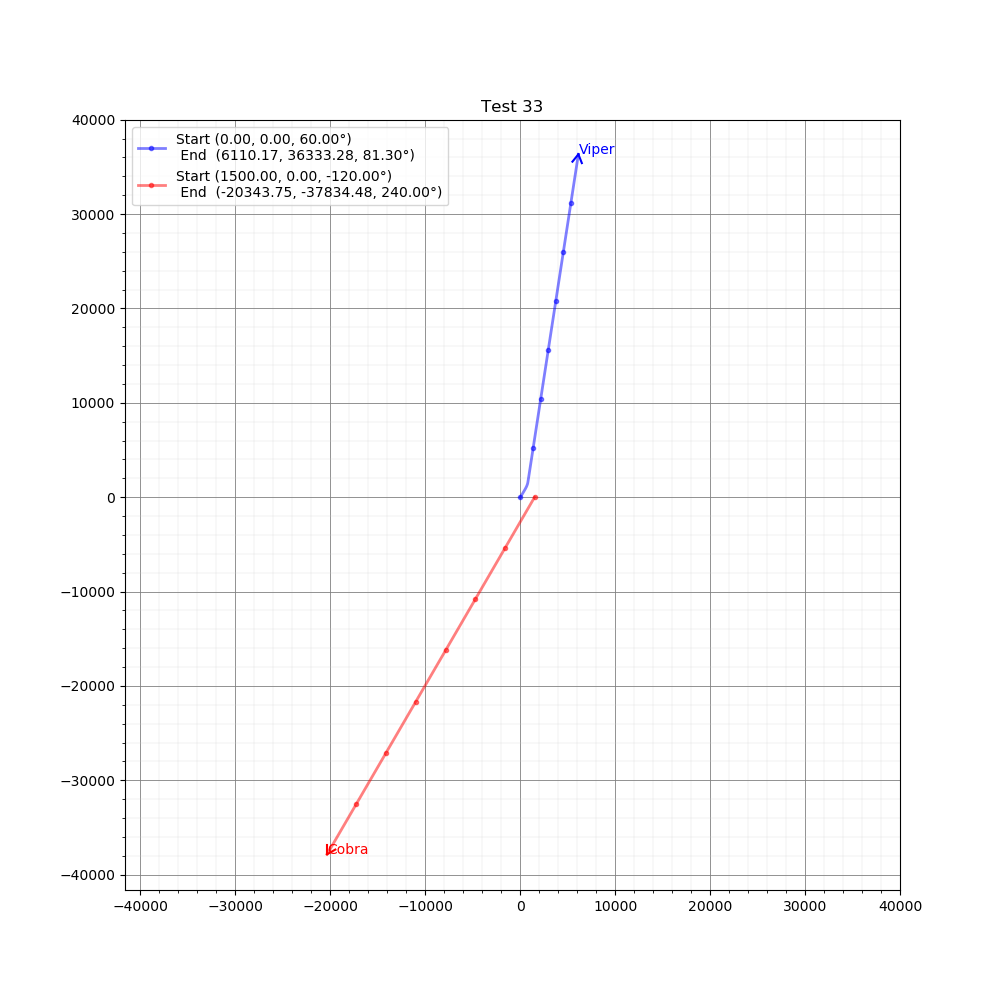 Test 33
Start (0.00, 0.00, 60.00°)
End (6110.17, 36333.28, 81.30°)
Start (1500.00, 0.00, -120.00°)
End (-20343.75, -37834.48, 240.00°)
Viper
Cobra
40000
30000
20000
10000
0
−10000
−20000
−30000
−40000
−40000 −30000 −20000 −10000 0 10000 20000 30000 40000